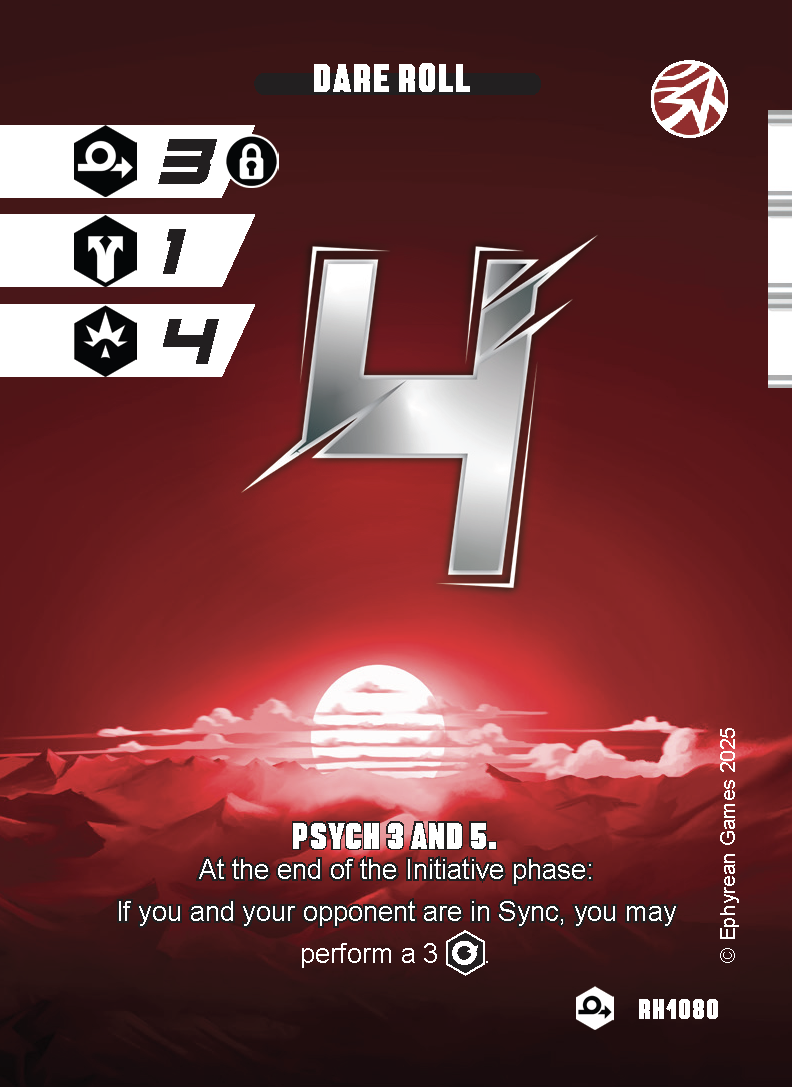 DARE ROLL
3
1
4
4
PSYCH 3 AND 5.
At the end of the Initiative phase:
If you and your opponent are in Sync, you may
perform a 3 .
© Ephyrean Games 2025
RH1080